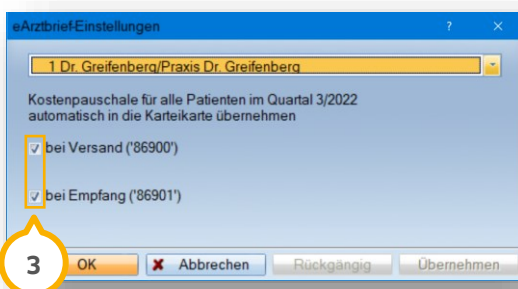 eArztbrief-Einstellungen ? ×
1 Dr. Greifenberg/Praxis Dr. Greifenberg
Kostenpauschale für alle Patienten im Quartal 3/2022
automatisch in die Karteikarte übernehmen
bei Versand ('86900')
bei Empfang ('86901')
3 OK Abbrechen Rückgängig Übernehmen